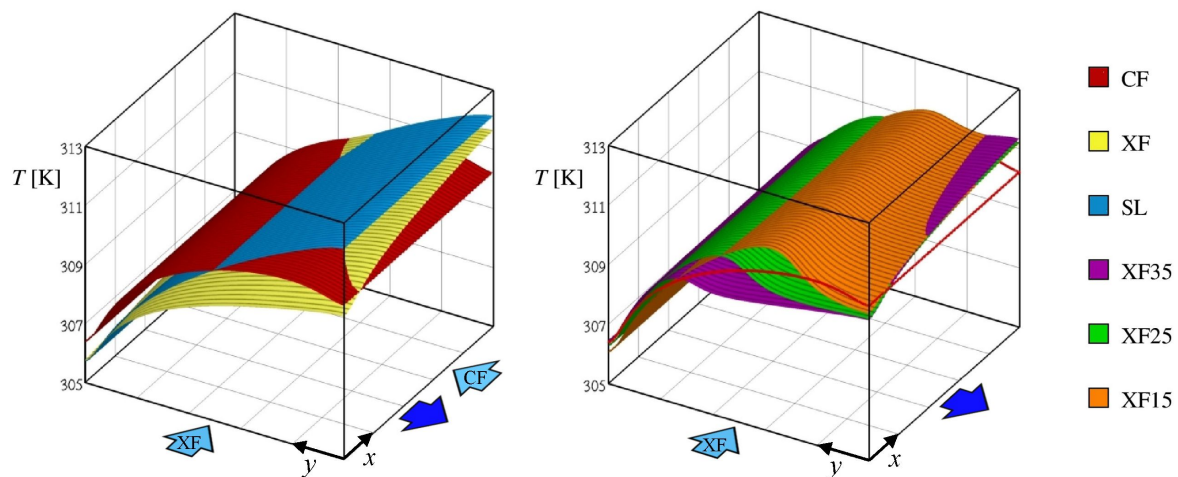 313
T [K]
311
309
307
305
XF
CF
y
x
313
T [K]
311
309
307
305
XF
y
x
CF
XF
SL
XF35
XF25
XF15